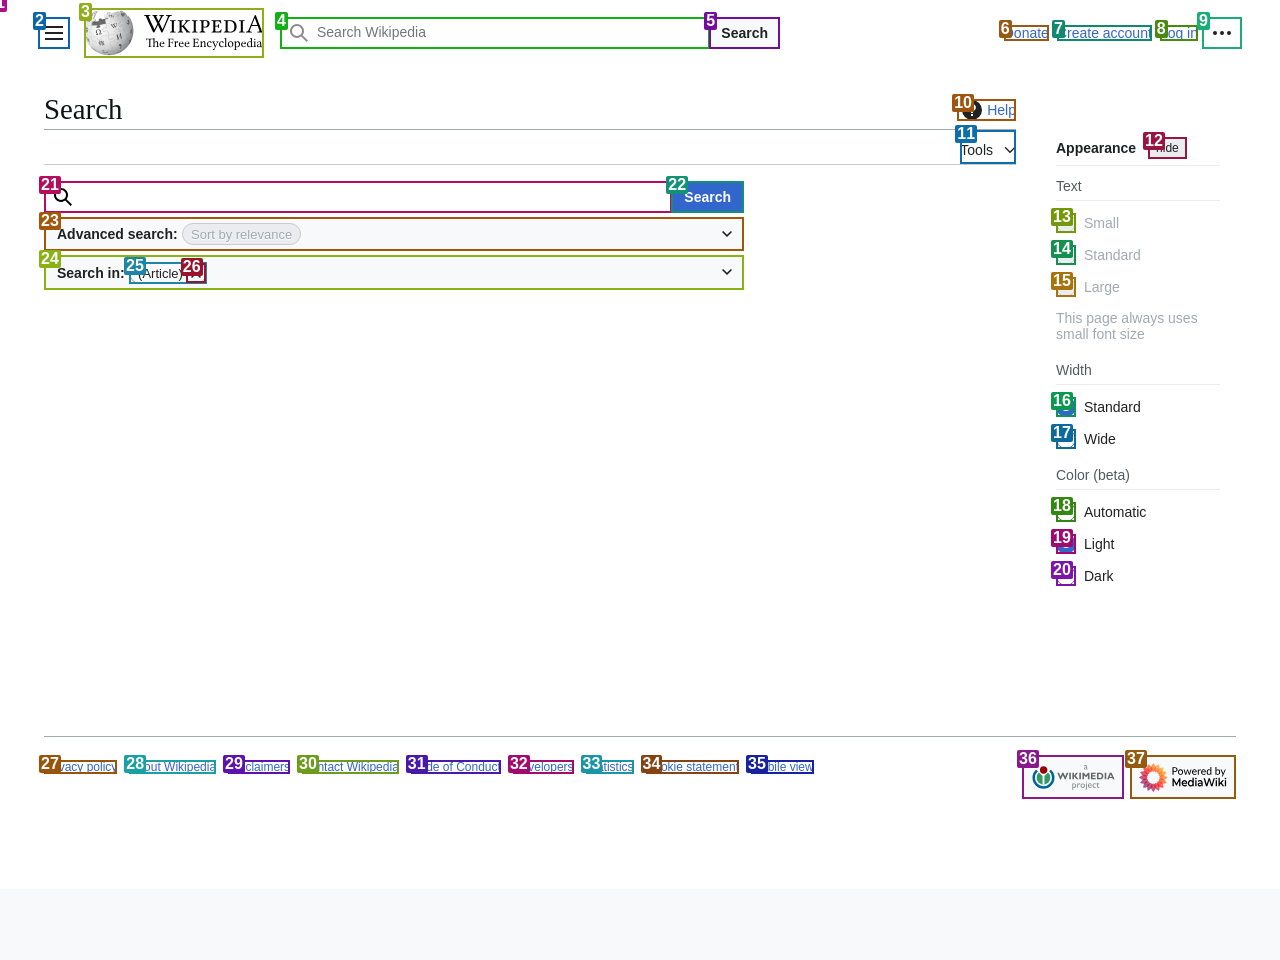 1
2
3
WIKIPEDIA
The Free Encyclopedia
4
Search Wikipedia
5
Search
6
onate
7
reate account
8
og in
9
Search
10
Help
11
Tools
12
ide
Appearance
Text
13
Small
14
Standard
15
Large
This page always uses
small font size
Width
16
Standard
17
Wide
Color (beta)
18
Automatic
19
Light
20
Dark
21
22
Search
23
Advanced search:
Sort by relevance
24
Search in:
25
(Article)
26
27
vacy policy
28
out Wikipedia
29
claimers
30
ntact Wikipedia
31
de of Conduct
32
velopers
33
tistics
34
okie statement
35
bile view
36
a
WIKIMEDIA
project
37
Powered by
MediaWiki